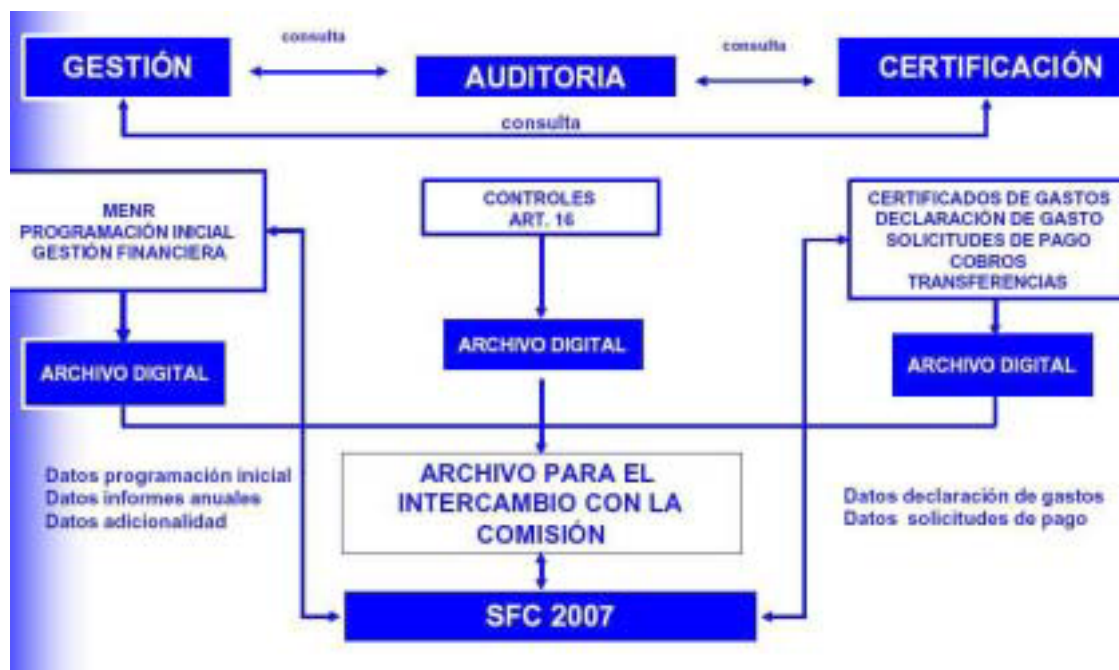 consulta
consulta
GESTIÓN
AUDITORIA
CERTIFICACIÓN
consulta
MENR
PROGRAMACIÓN INICIAL
GESTIÓN FINANCIERA
CONTROLES
ART. 16
CERTIFICADOS DE GASTOS
DECLARACIÓN DE GASTO
SOLICITUDES DE PAGO
COBROS
TRANSFERENCIAS
ARCHIVO DIGITAL
ARCHIVO DIGITAL
ARCHIVO DIGITAL
Datos programación inicial
Datos informes anuales
Datos adicionalidad
ARCHIVO PARA EL
INTERCAMBIO CON LA
COMISIÓN
Datos declaración de gastos
Datos solicitudes de pago
SFC 2007